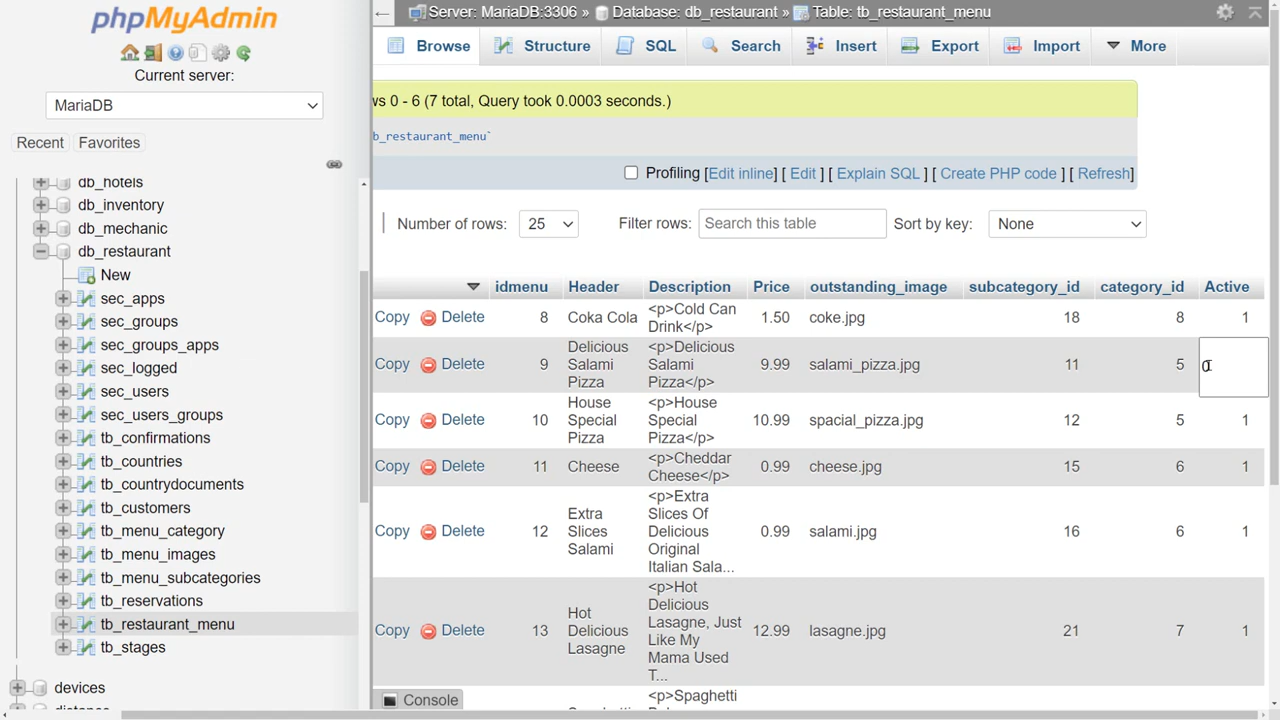 phpMyAdmin
Current server:
MariaDB
Recent Favorites
db_hotels
db_inventory
db_mechanic
db_restaurant
New
sec_apps
sec_groups
sec_groups_apps
sec_logged
sec_users
sec_users_groups
tb_confirmations
tb_countries
tb_countrydocuments
tb_customers
tb_menu_category
tb_menu_images
tb_menu_subcategories
tb_reservations
tb_restaurant_menu
tb_stages
devices
Server: MariaDB:3306 » Database: db_restaurant » Table: tb_restaurant_menu
Browse Structure SQL Search Insert Export Import More
ws 0 - 6 (7 total, Query took 0.0003 seconds.)
b_restaurant_menu`
Profiling [Edit inline] [ Edit ] [ Explain SQL ] [ Create PHP code ] [ Refresh]
Number of rows: 25 Filter rows: Search this table Sort by key: None
idmenu Header Description Price outstanding_image subcategory_id category_id Active
Copy Delete 8 Coka Cola <p>Cold Can
Drink</p> 1.50 coke.jpg 18 8 1
Copy Delete 9 Delicious
Salami
Pizza <p>Delicious
Salami
Pizza</p> 9.99 salami_pizza.jpg 11 5
Copy Delete 10 House
Special
Pizza <p>House
Special
Pizza</p> 10.99 spacial_pizza.jpg 12 5 1
Copy Delete 11 Cheese <p>Cheddar
Cheese</p> 0.99 cheese.jpg 15 6 1
Copy Delete 12 Extra
Slices
Salami <p>Extra
Slices Of
Delicious
Original
Italian Sala... 0.99 salami.jpg 16 6 1
Copy Delete 13 Hot
Delicious
Lasagne <p>Hot
Delicious
Lasagne, Just
Like My
Mama Used
T... 12.99 lasagne.jpg 21 7 1
<p>Spaghetti
Console